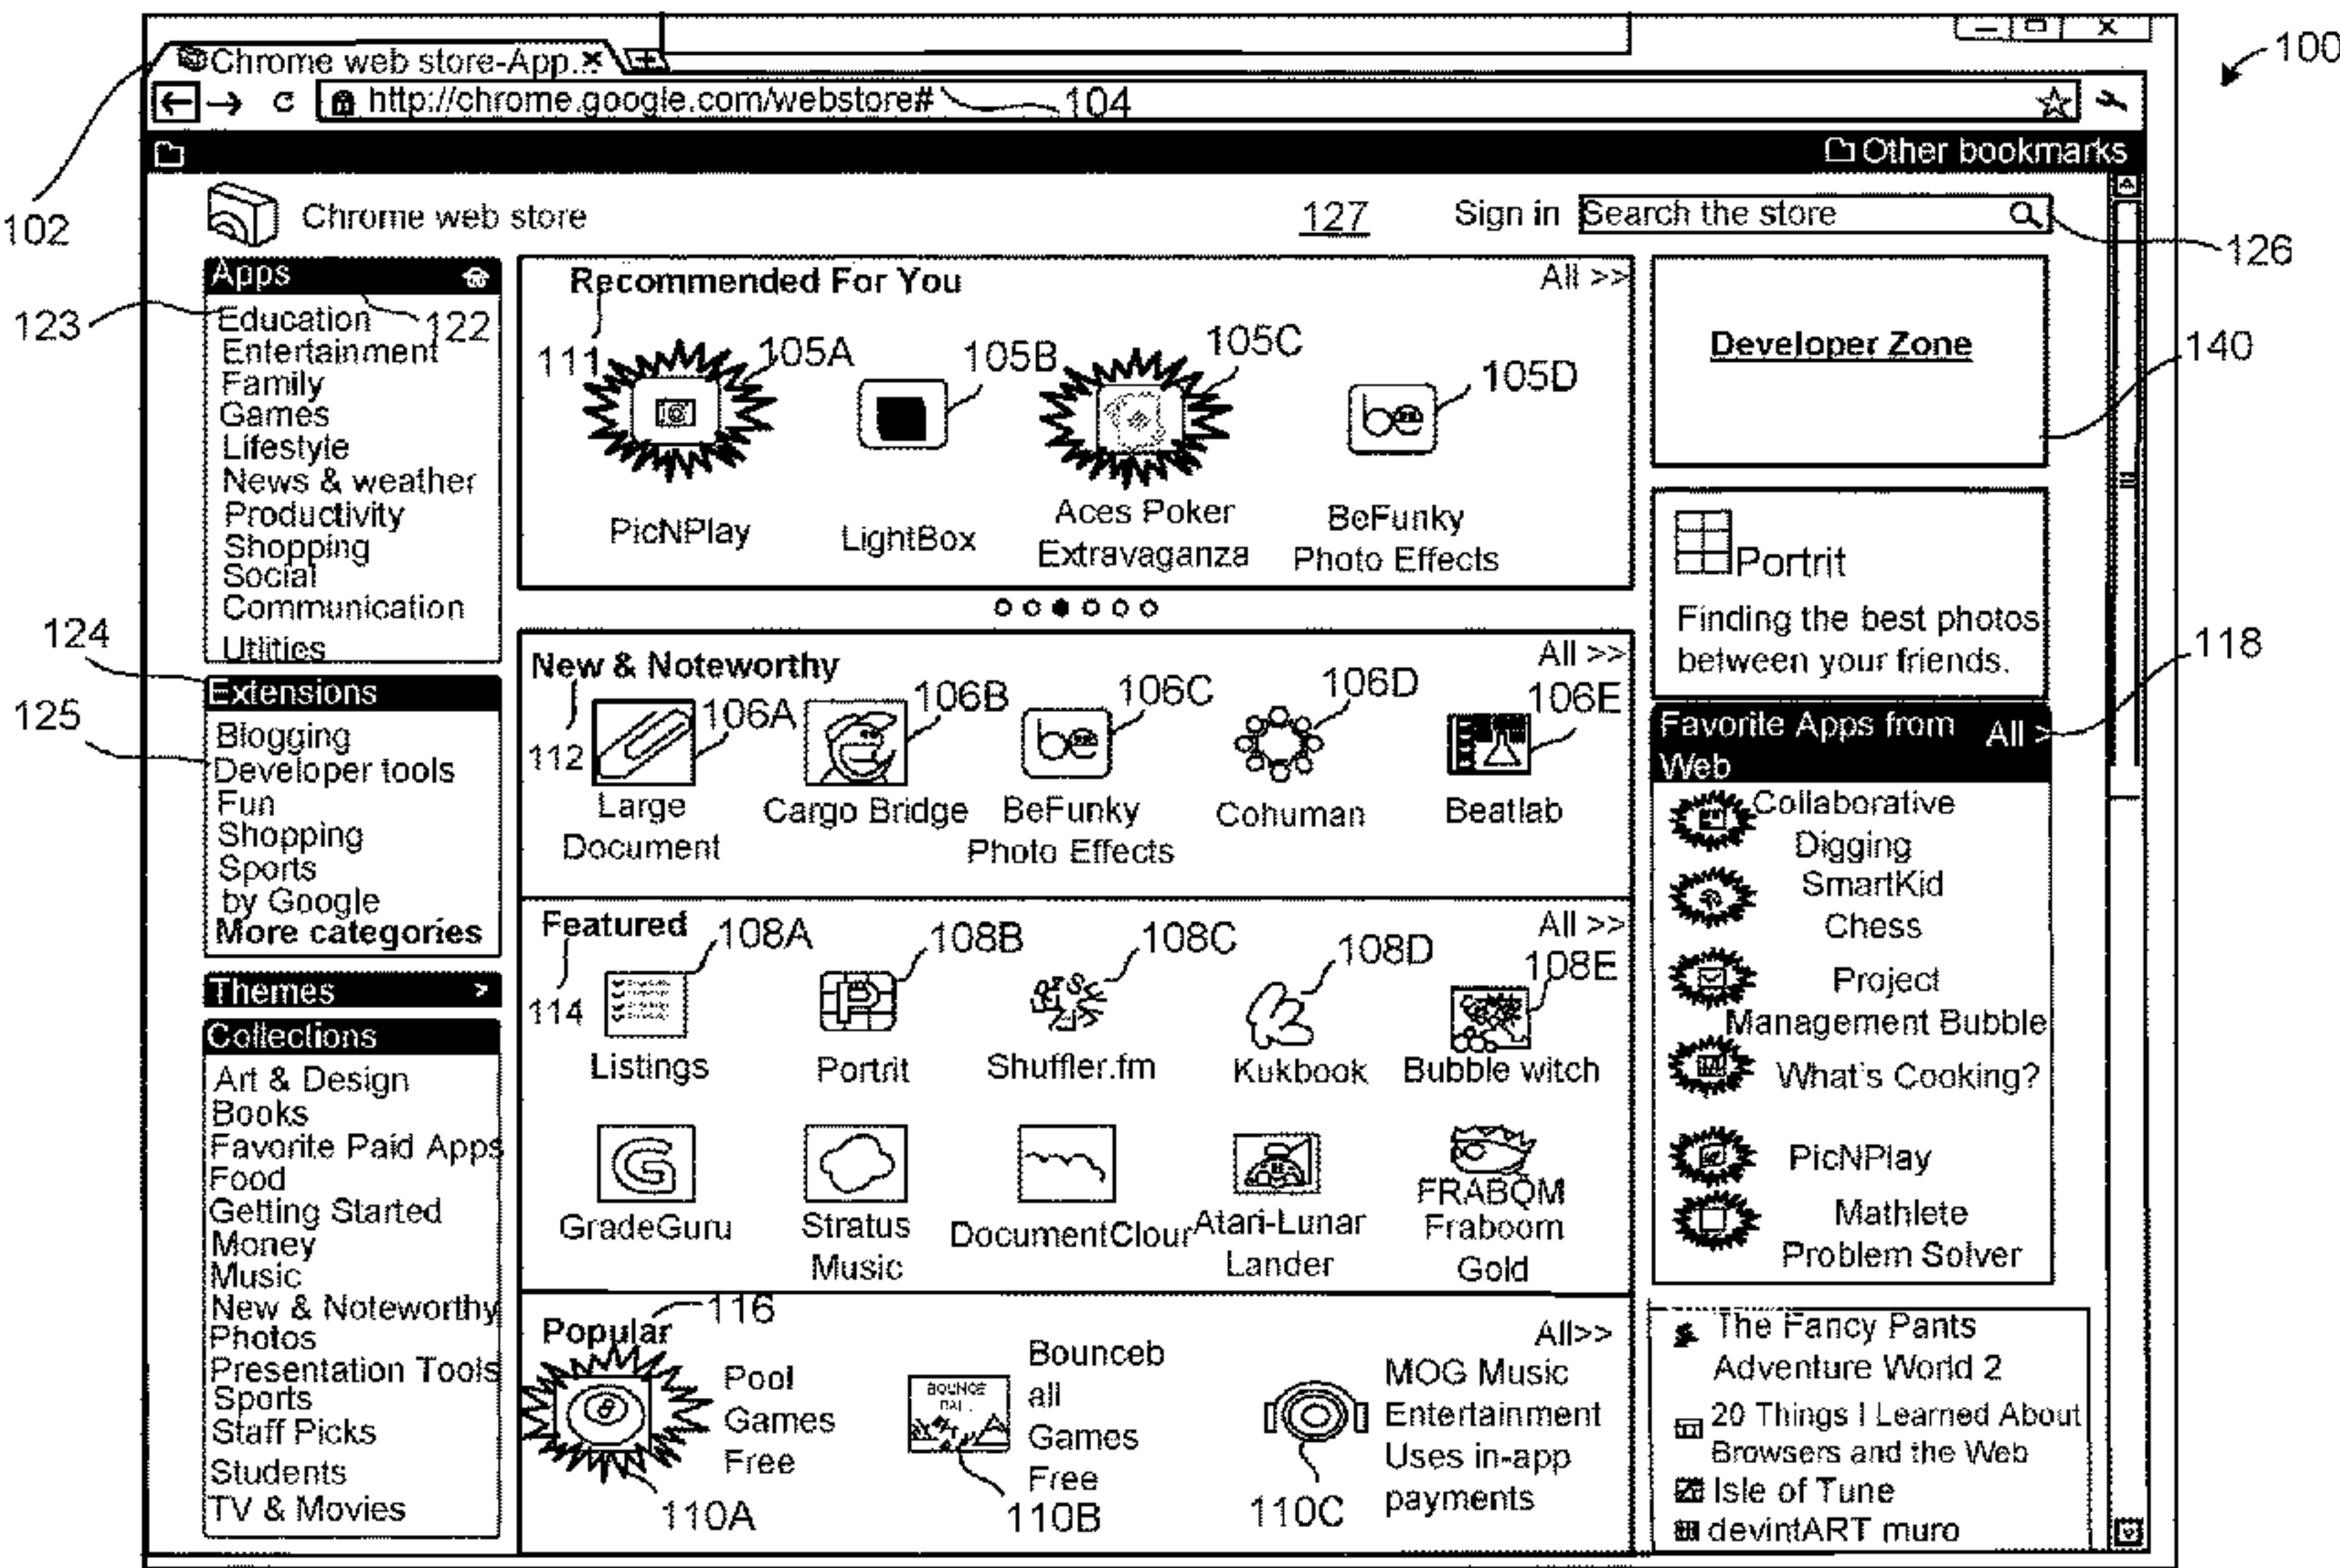 100
Chrome web store-App...
http://chrome.google.com/webstore#
104
Other bookmarks
102
Chrome web store
127
Sign in
Search the store
126
Apps
123
122
Education
Entertainment
Family
Games
Lifestyle
News & weather
Productivity
Shopping
Social
Communication
Utlities
124
Extensions
125
Blogging
Developer tools
Fun
Shopping
Sports
by Google
More categories
Themes >
Collections
Art & Design
Books
Favorite Paid Apps
Food
Getting Started
Money
Music
New & Noteworthy
Photos
Presentation Tools
Sports
Staff Picks
Students
TV & Movies
Recommended For You
All >>
111
105A
105B
105C
105D
PicNPlay
LightBox
Aces Poker
Extravaganza
BeFunky
Photo Effects
New & Noteworthy
All >>
112
106A
106B
106C
106D
106E
Large
Document
Cargo Bridge
BeFunky
Photo Effects
Cohuman
Beatlab
Featured
All >>
114
108A
108B
108C
108D
108E
Listings
Portrit
Shuffler.fm
Kukbook
Bubble witch
GradeGuru
Stratus
Music
DocumentClour
Atari-Lunar
Lander
FRABQM
Fraboom
Gold
Popular
116
All>>
Pool
Games
Free
110A
BOUNCE
Bounceb
all
Games
Free
110B
110C
MOG Music
Entertainment
Uses in-app
payments
Developer Zone
140
Portrit
Finding the best photos
between your friends.
118
Favorite Apps from
Web
All >
Collaborative
Digging
SmartKid
Chess
Project
Management Bubble
What's Cooking?
PicNPlay
Mathlete
Problem Solver
The Fancy Pants
Adventure World 2
20 Things I Learned About
Browsers and the Web
Isle of Tune
devintART muro